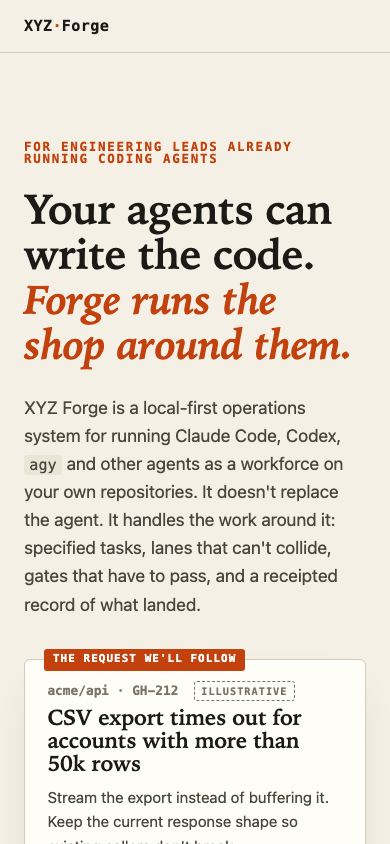 XYZ·Forge
FOR ENGINEERING LEADS ALREADY
RUNNING CODING AGENTS
Your agents can
write the code.
Forge runs the
shop around them.
XYZ Forge is a local-first operations
system for running Claude Code, Codex,
agy and other agents as a workforce on
your own repositories. It doesn't replace
the agent. It handles the work around it:
specified tasks, lanes that can't collide,
gates that have to pass, and a receipted
record of what landed.
THE REQUEST WE'LL FOLLOW
acme/api · GH-212 ILLUSTRATIVE
CSV export times out for
accounts with more than
50k rows
Stream the export instead of buffering it.
Keep the current response shape so